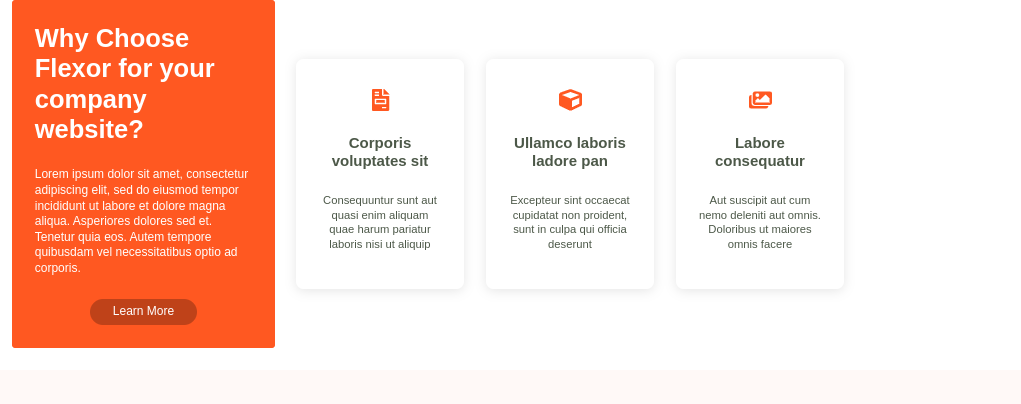 Why Choose
Flexor for your
company
website?
Lorem ipsum dolor sit amet, consectetur
adipiscing elit, sed do eiusmod tempor
incididunt ut labore et dolore magna
aliqua. Asperiores dolores sed et.
Tenetur quia eos. Autem tempore
quibusdam vel necessitatibus optio ad
corporis.
Learn More
Corporis
voluptates sit
Consequuntur sunt aut
quasi enim aliquam
quae harum pariatur
laboris nisi ut aliquip
Ullamco laboris
ladore pan
Excepteur sint occaecat
cupidatat non proident,
sunt in culpa qui officia
deserunt
Labore
consequatur
Aut suscipit aut cum
nemo deleniti aut omnis.
Doloribus ut maiores
omnis facere